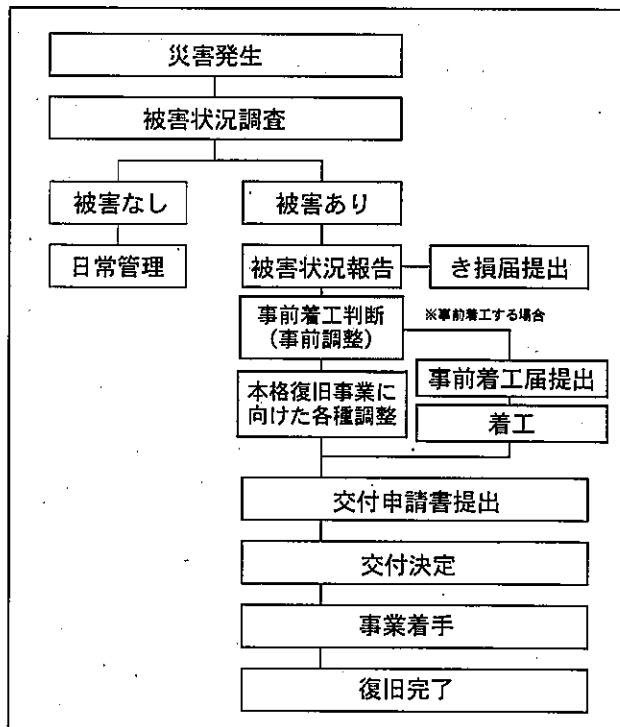 災害発生
被害状況調査
被害なし
被害あり
日常管理
被害状況報告
き損届提出
事前着工判断
（事前調整）
※事前着工する場合
事前着工届提出
本格復旧事業に
向けた各種調整
着工
交付申請書提出
交付決定
事業着手
復旧完了